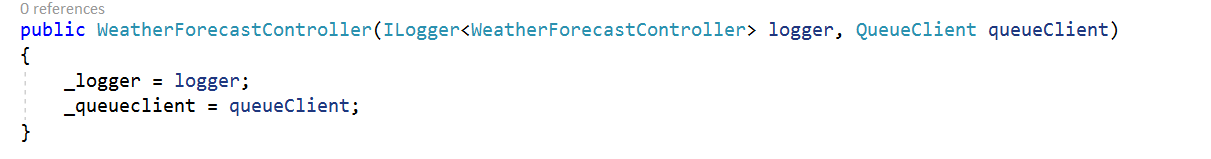 0 references
public WeatherForecastController(ILogger<WeatherForecastController> logger, QueueClient queueClient)
{
    _logger = logger;
    _queueclient = queueClient;
}